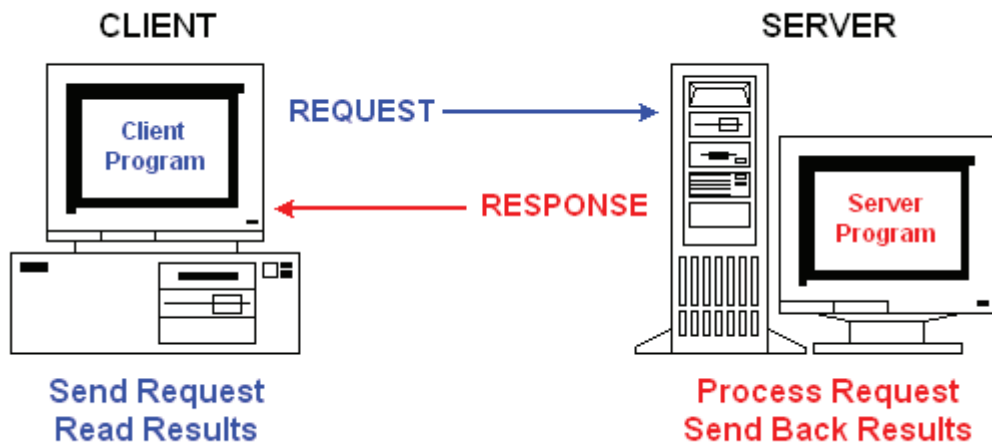 CLIENT
SERVER
REQUEST
Client
Program
RESPONSE
Server
Program
Send Request
Read Results
Process Request
Send Back Results